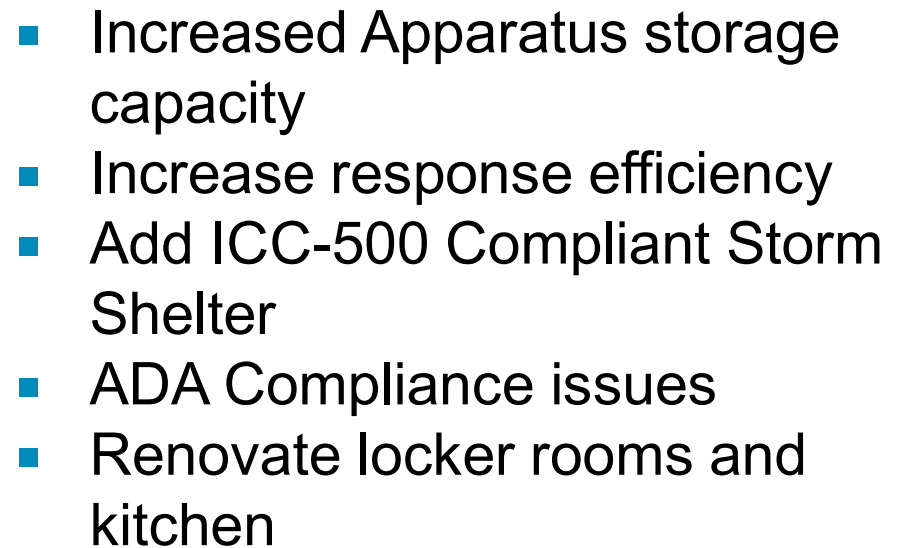 ▪ Increased Apparatus storage
capacity
▪ Increase response efficiency
▪ Add ICC-500 Compliant Storm
Shelter
▪ ADA Compliance issues
▪ Renovate locker rooms and
kitchen